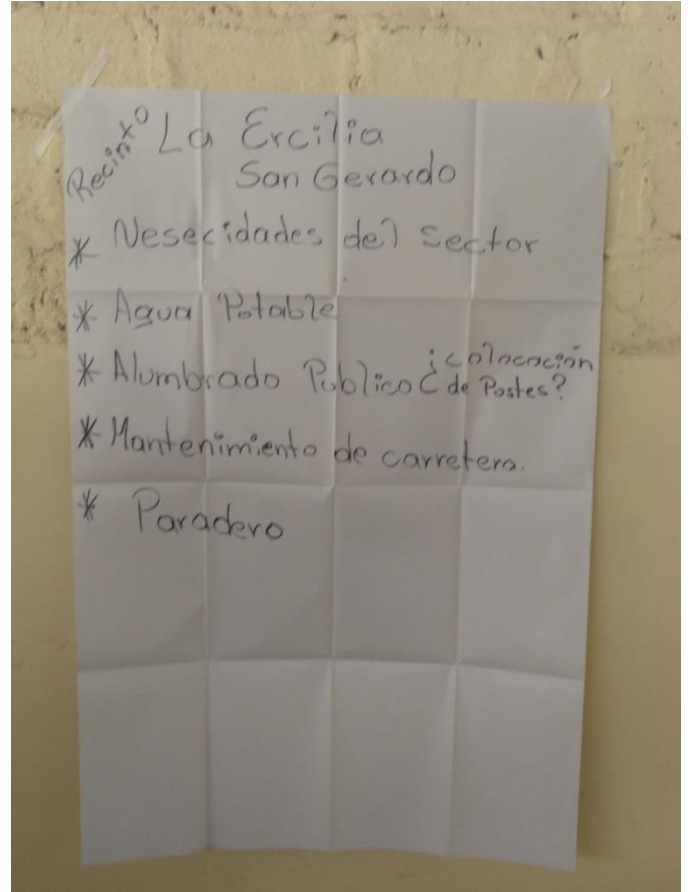 Recinto La Ercilia
San Gerardo
* Nesecidades del Sector
* Agua Potable
* Alumbrado Publico ¿colocación
de Postes?
* Mantenimiento de carretera.
* Paradero